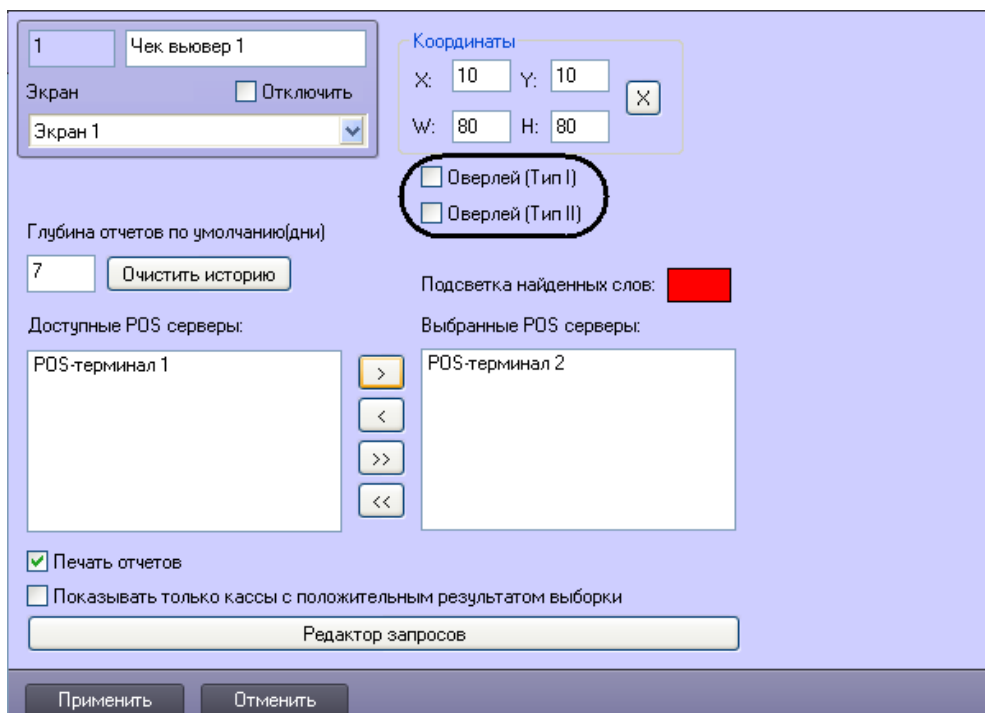 1 Чек вьювер 1
Координаты
X: 10 Y: 10
X
Экран Отключить
Экран 1
W: 80 H: 80
Оверлей (Тип I)
Оверлей (Тип II)
Глубина отчетов по умолчанию(дни)
7 Очистить историю
Подсветка найденных слов:
Доступные POS серверы:
Выбранные POS серверы:
POS-терминал 1
POS-терминал 2
>
<
>>
<<
Печать отчетов
Показывать только кассы с положительным результатом выборки
Редактор запросов
Применить Отменить